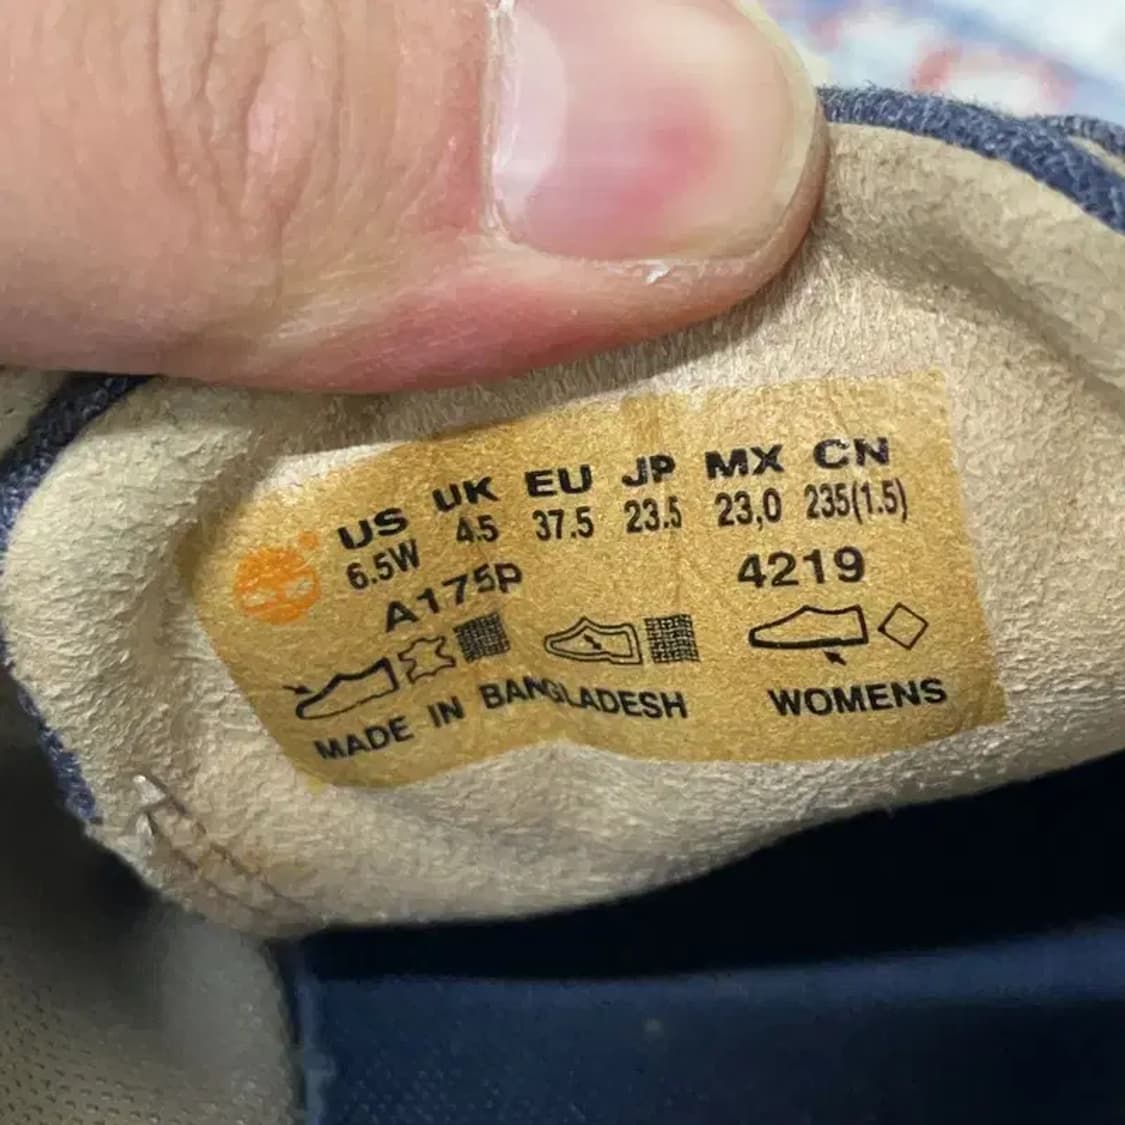 US UK EU JP MX CN
6.5W 4.5 37.5 23.5 23,0 235(1.5)
A175P 4219
MADE IN BANGLADESH WOMENS